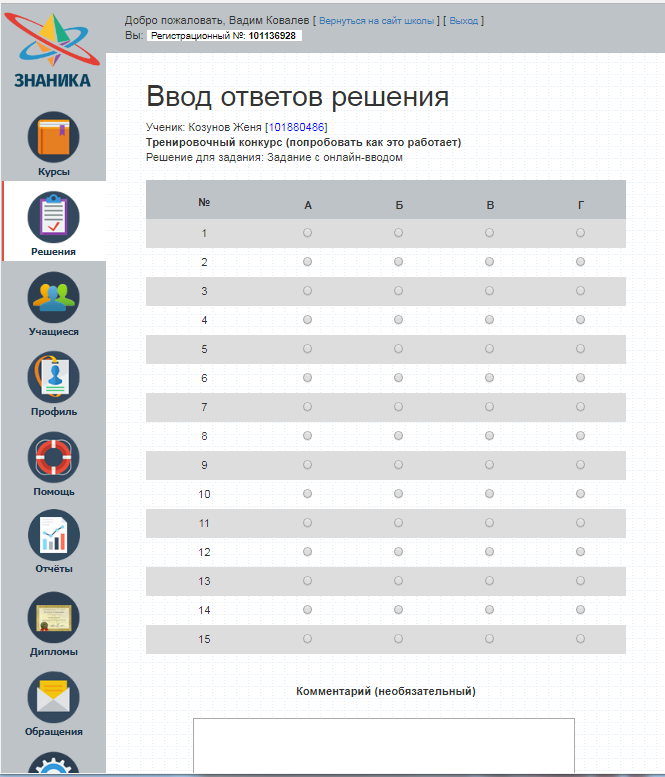 Добро пожаловать, Вадим Ковалев [ Вернуться на сайт школы ] [ Выход ]
Вы: Регистрационный №: 101136928
ЗНАНИКА
Курсы
Решения
Учащиеся
Профиль
Помощь
Отчёты
Дипломы
Обращения
Ввод ответов решения
Ученик: Козунов Женя [101880486]
Тренировочный конкурс (попробовать как это работает)
Решение для задания: Задание с онлайн-вводом
№ А Б В Г
1
2
3
4
5
6
7
8
9
10
11
12
13
14
15
Комментарий (необязательный)